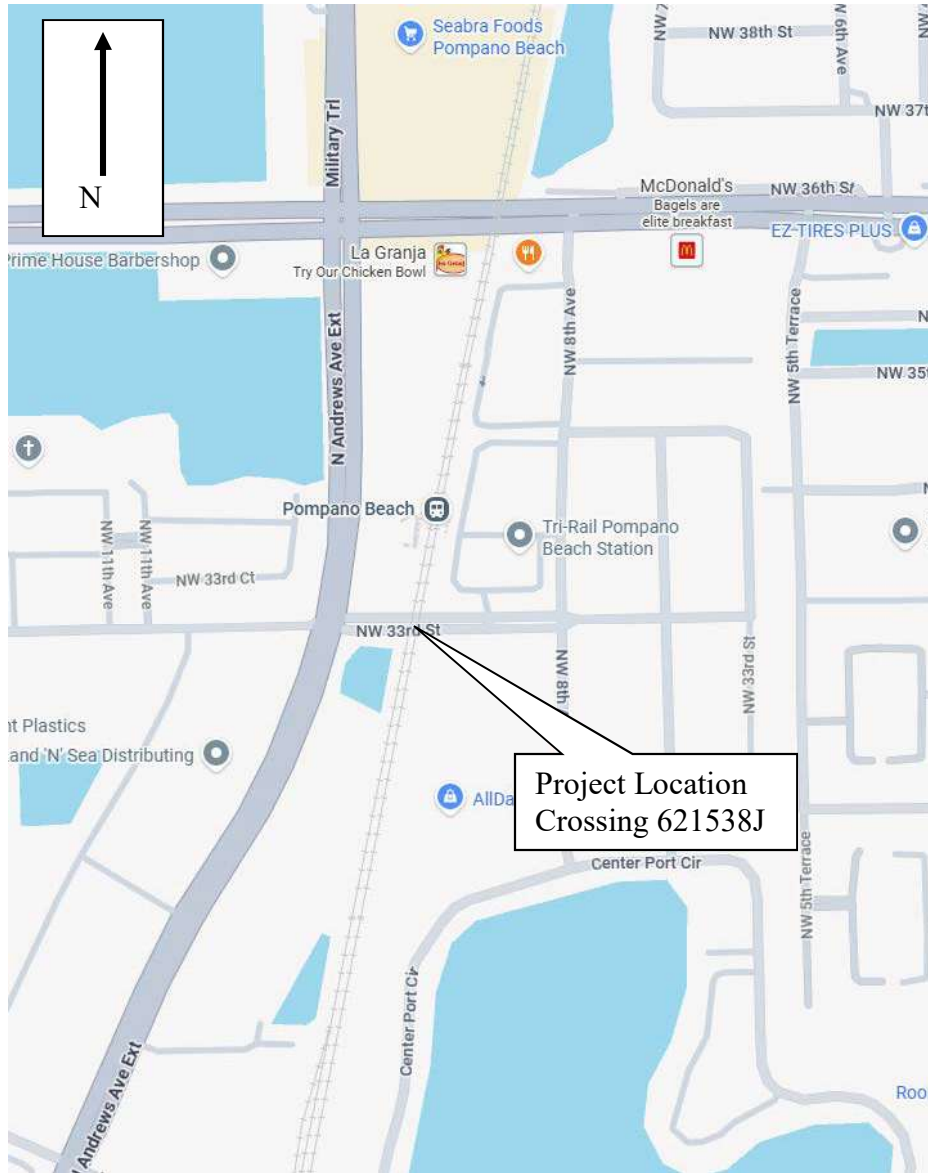 Seabra Foods
Pompano Beach
NW 38th St
NW 6th Ave
NW 37t
Military Trl
N
McDonald's
Bagels are
elite breakfast
NW 36th St
EZ TIRES PLUS
Prime House Barbershop
La Granja
Try Our Chicken Bowl
NW 8th Ave
NW 5th Terrace
N Andrews Ave Ext
NW 35t
Pompano Beach
Tri-Rail Pompano
Beach Station
NW 11th Ave
NW 11th Ave
NW 33rd Ct
NW 33rd St
NW 33rd St
NW 8th
nt Plastics
and 'N' Sea Distributing
Project Location
Crossing 621538J
AllDa
Center Port Cir
NW 5th Terrace
Center Port Cir
N Andrews Ave Ext
Roo